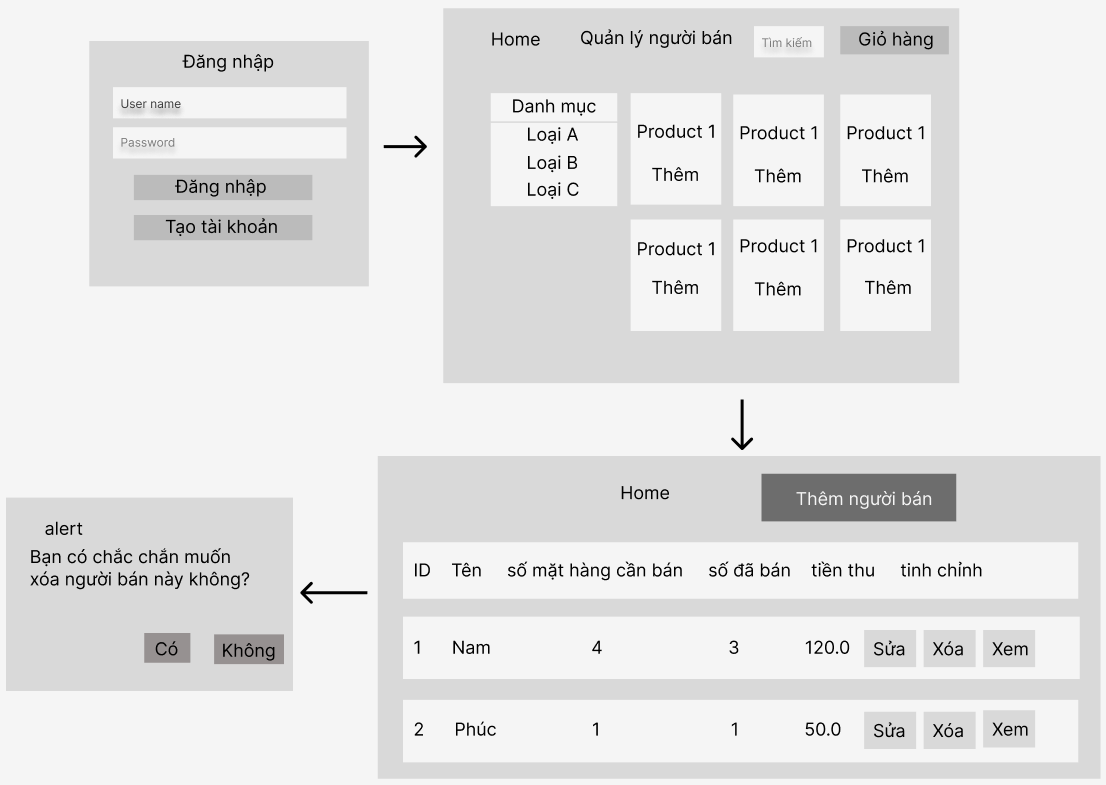 Đăng nhập
User name
Password
Đăng nhập
Tạo tài khoản
Home Quản lý người bán Tìm kiếm Giỏ hàng
Danh mục
Loại A
Loại B
Loại C
Product 1 Product 1 Product 1
Thêm Thêm Thêm
Product 1 Product 1 Product 1
Thêm Thêm Thêm
Home Thêm người bán
ID Tên số mặt hàng cần bán số đã bán tiền thu tinh chỉnh
1 Nam 4 3 120.0 Sửa Xóa Xem
2 Phúc 1 1 50.0 Sửa Xóa Xem
alert
Bạn có chắc chắn muốn
xóa người bán này không?
Có Không